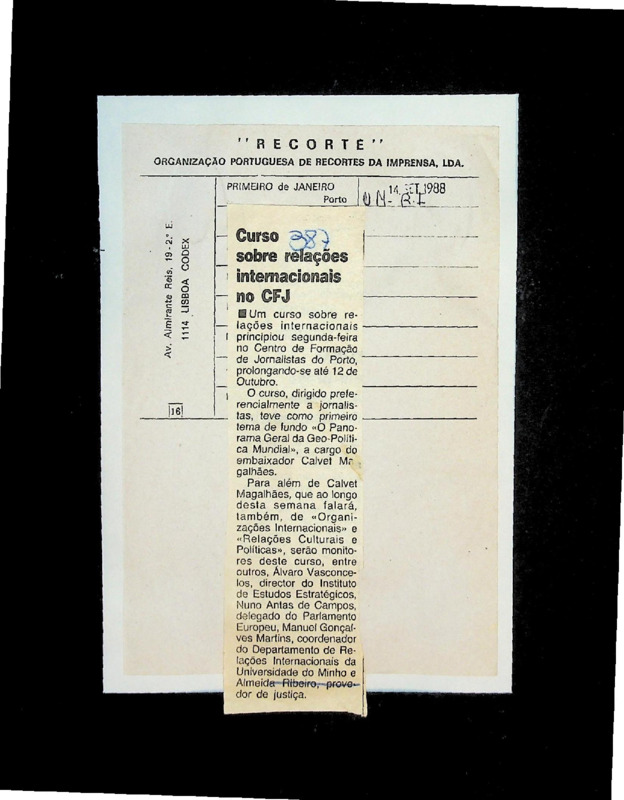 "RECORTE"
ORGANIZAÇÃO PORTUGUESA DE RECORTES DA IMPRENSA, LDA.
Av. Almirante Reis, 19-2.º E.
1114 LISBOA CODEX
16
PRIMEIRO de JANEIRO
Porto
14 SET 1988
387
Curso
sobre relações
internacionais
no CFJ
Um curso sobre re-
lações internacionais
principiou segunda-feira
no Centro de Formação
de Jornalistas do Porto,
prolongando-se até 12 de
Outubro.
O curso, dirigido prefe-
rencialmente a jornalis-
tas, teve como primeiro
tema de fundo «O Pano-
rama Geral da Geo-Políti-
ca Mundial», a cargo do
embaixador Calvet Ma-
galhães.
Para além de Calvet
Magalhães, que ao longo
desta semana falará,
também, de «Organi-
zações Internacionais» e
«Relações Culturais e
Políticas», serão monito-
res deste curso, entre
outros, Álvaro Vasconce-
los, director do Instituto
de Estudos Estratégicos,
Nuno Antas de Campos,
delegado do Parlamento
Europeu, Manuel Gonçal-
ves Martins, coordenador
do Departamento de Re-
lações Internacionais da
Universidade do Minho e
Almeida Ribeiro, prove-
dor de justiça.